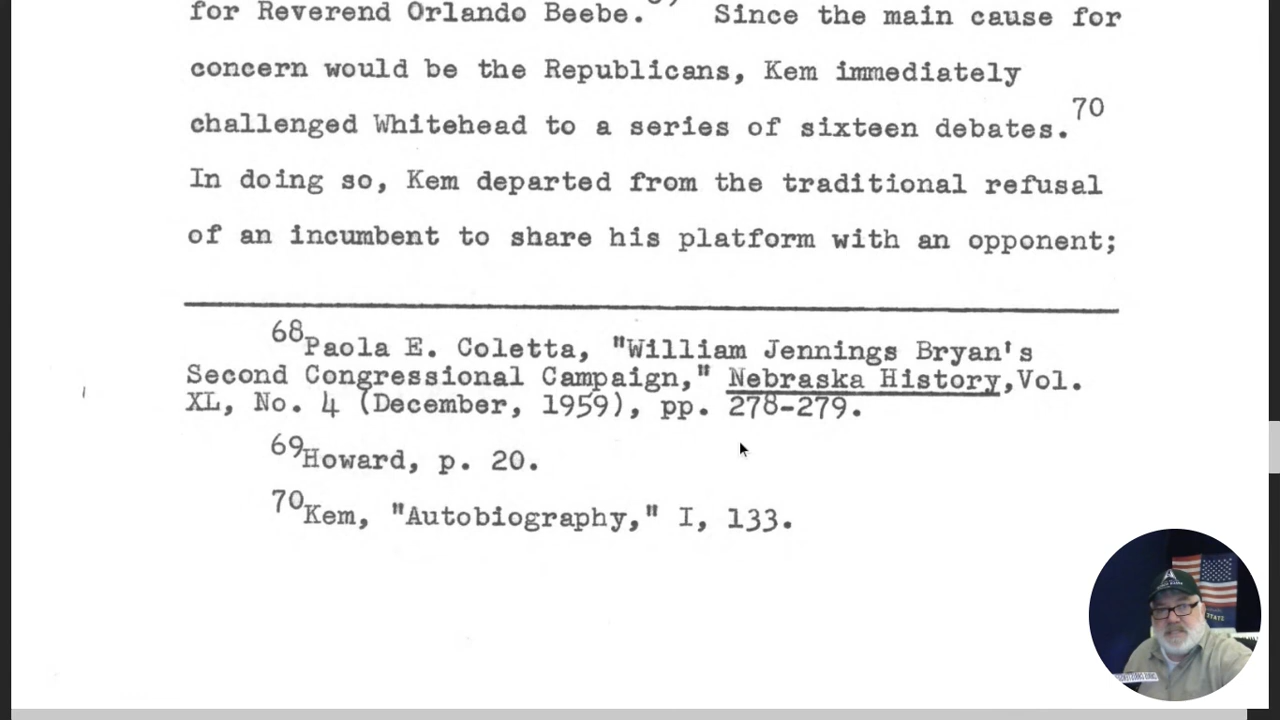 for Reverend Orlando Beebe. Since the main cause for
concern would be the Republicans, Kem immediately
challenged Whitehead to a series of sixteen debates.70
In doing so, Kem departed from the traditional refusal
of an incumbent to share his platform with an opponent;
68Paola E. Coletta, "William Jennings Bryan's
Second Congressional Campaign," Nebraska History,Vol.
XL, No. 4 (December, 1959), pp. 278-279.
69Howard, p. 20.
70Kem, "Autobiography," I, 133.